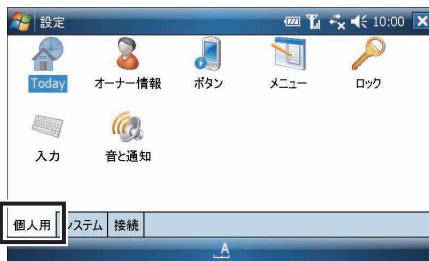 設定 10:00
Today オーナー情報 ボタン メニュー ロック
入力 音と通知
個人用 システム 接続
A